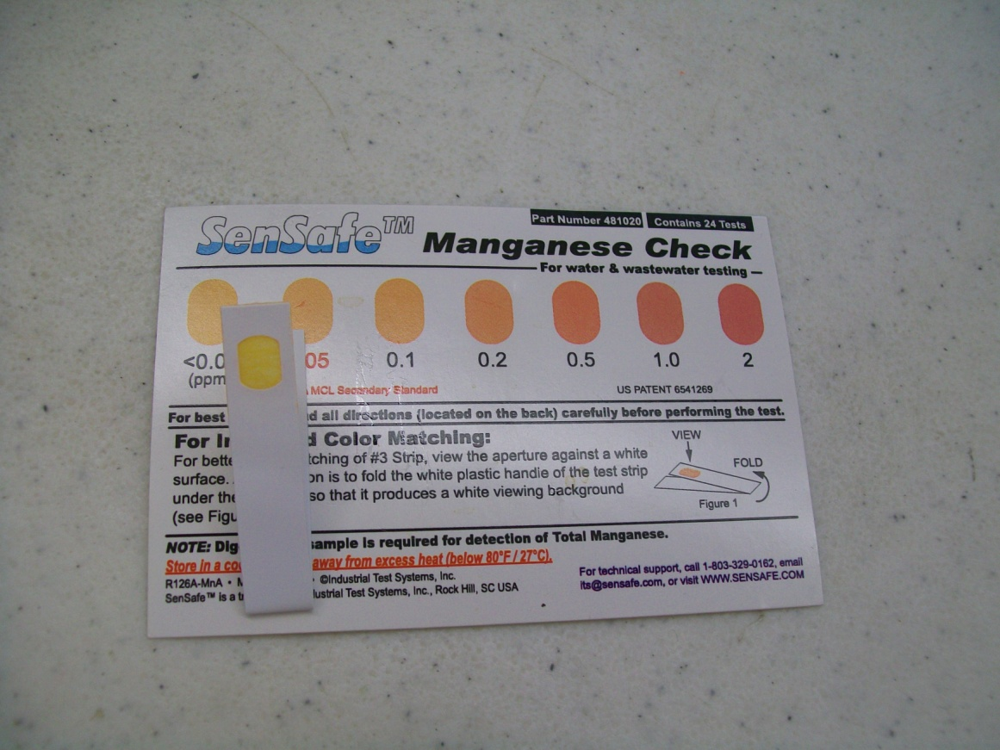 SenSafe™
Part Number 481020 Contains 24 Tests
Manganese Check
For water & wastewater testing
<0.0 05 0.1 0.2 0.5 1.0 2
(ppm
MCL Secondary Standard
US PATENT 6541269
For best d all directions (located on the back) carefully before performing the test.
For In d Color Matching:
For bette tching of #3 Strip, view the aperture against a white
surface. on is to fold the white plastic handle of the test strip
under the so that it produces a white viewing background
(see Figu
VIEW
FOLD
Figure 1
NOTE: Dig sample is required for detection of Total Manganese.
Store in a coo away from excess heat (below 80°F / 27°C).
R126A-MnA • M • ©Industrial Test Systems, Inc.
SenSafe™ is a tr ustrial Test Systems, Inc., Rock Hill, SC USA
For technical support, call 1-803-329-0162, email
its@sensafe.com, or visit WWW.SENSAFE.COM